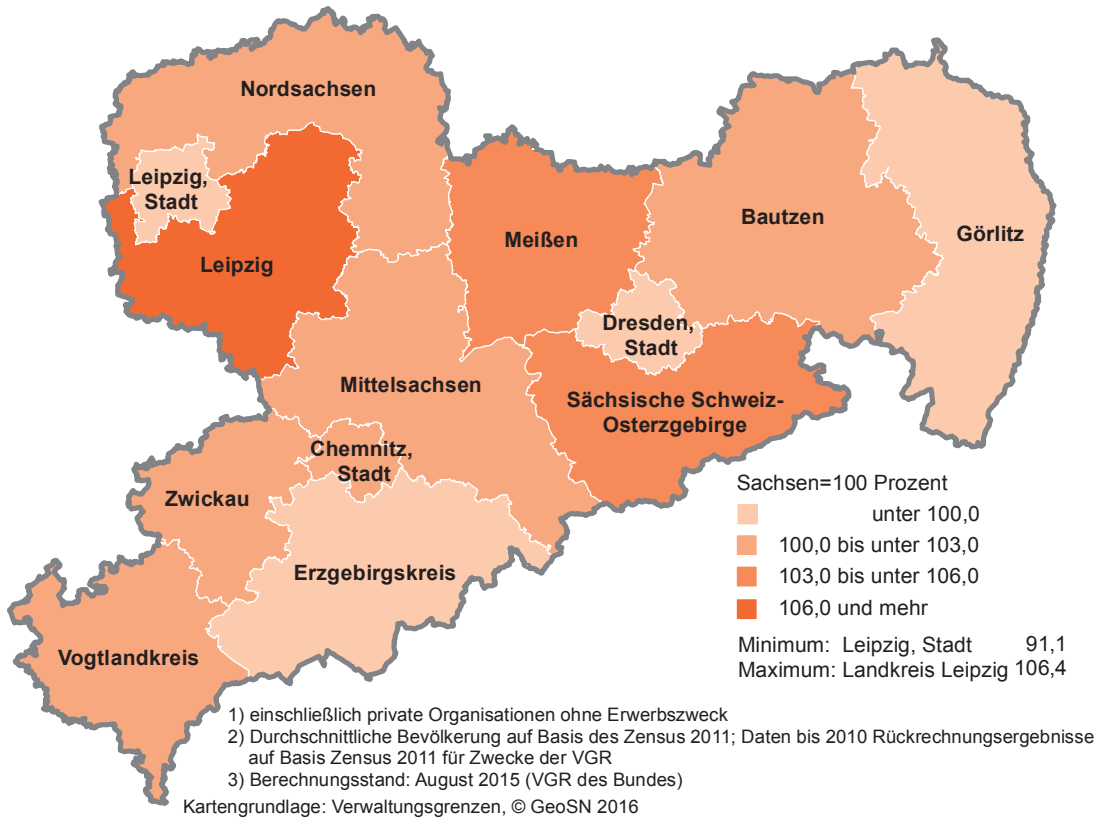 Nordsachsen
Leipzig,
Stadt
Leipzig
Meißen
Bautzen
Görlitz
Dresden,
Stadt
Mittelsachsen
Sächsische Schweiz-
Osterzgebirge
Chemnitz,
Stadt
Zwickau
Erzgebirgskreis
Vogtlandkreis
Sachsen=100 Prozent
unter 100,0
100,0 bis unter 103,0
103,0 bis unter 106,0
106,0 und mehr
Minimum: Leipzig, Stadt 91,1
Maximum: Landkreis Leipzig 106,4
1) einschließlich private Organisationen ohne Erwerbszweck
2) Durchschnittliche Bevölkerung auf Basis des Zensus 2011; Daten bis 2010 Rückrechnungsergebnisse
auf Basis Zensus 2011 für Zwecke der VGR
3) Berechnungsstand: August 2015 (VGR des Bundes)
Kartengrundlage: Verwaltungsgrenzen, © GeoSN 2016